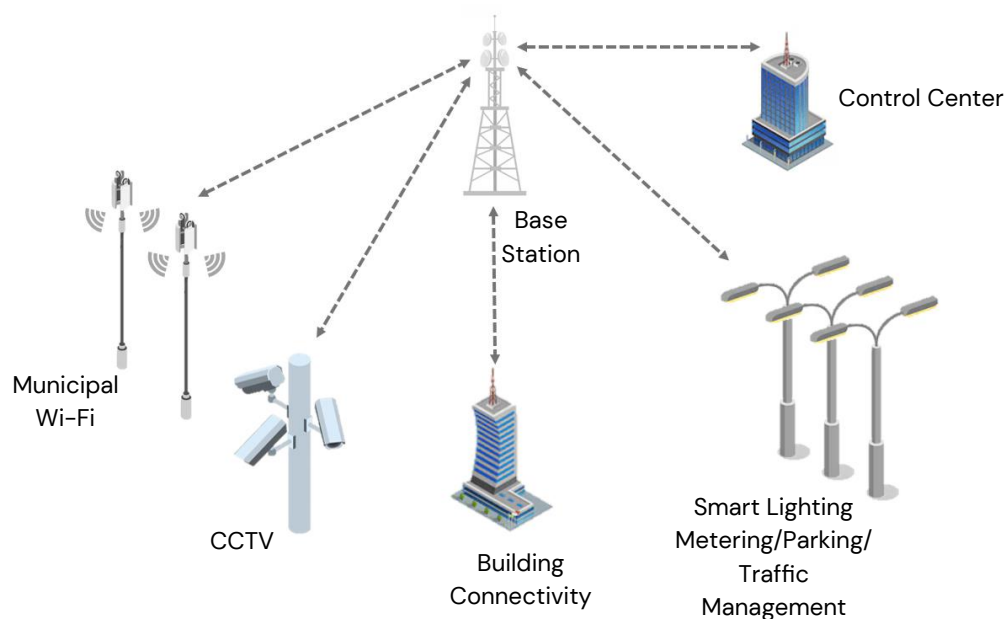 Control Center
Base
Station
Municipal
Wi-Fi
CCTV
Building
Connectivity
Smart Lighting
Metering/Parking/
Traffic
Management